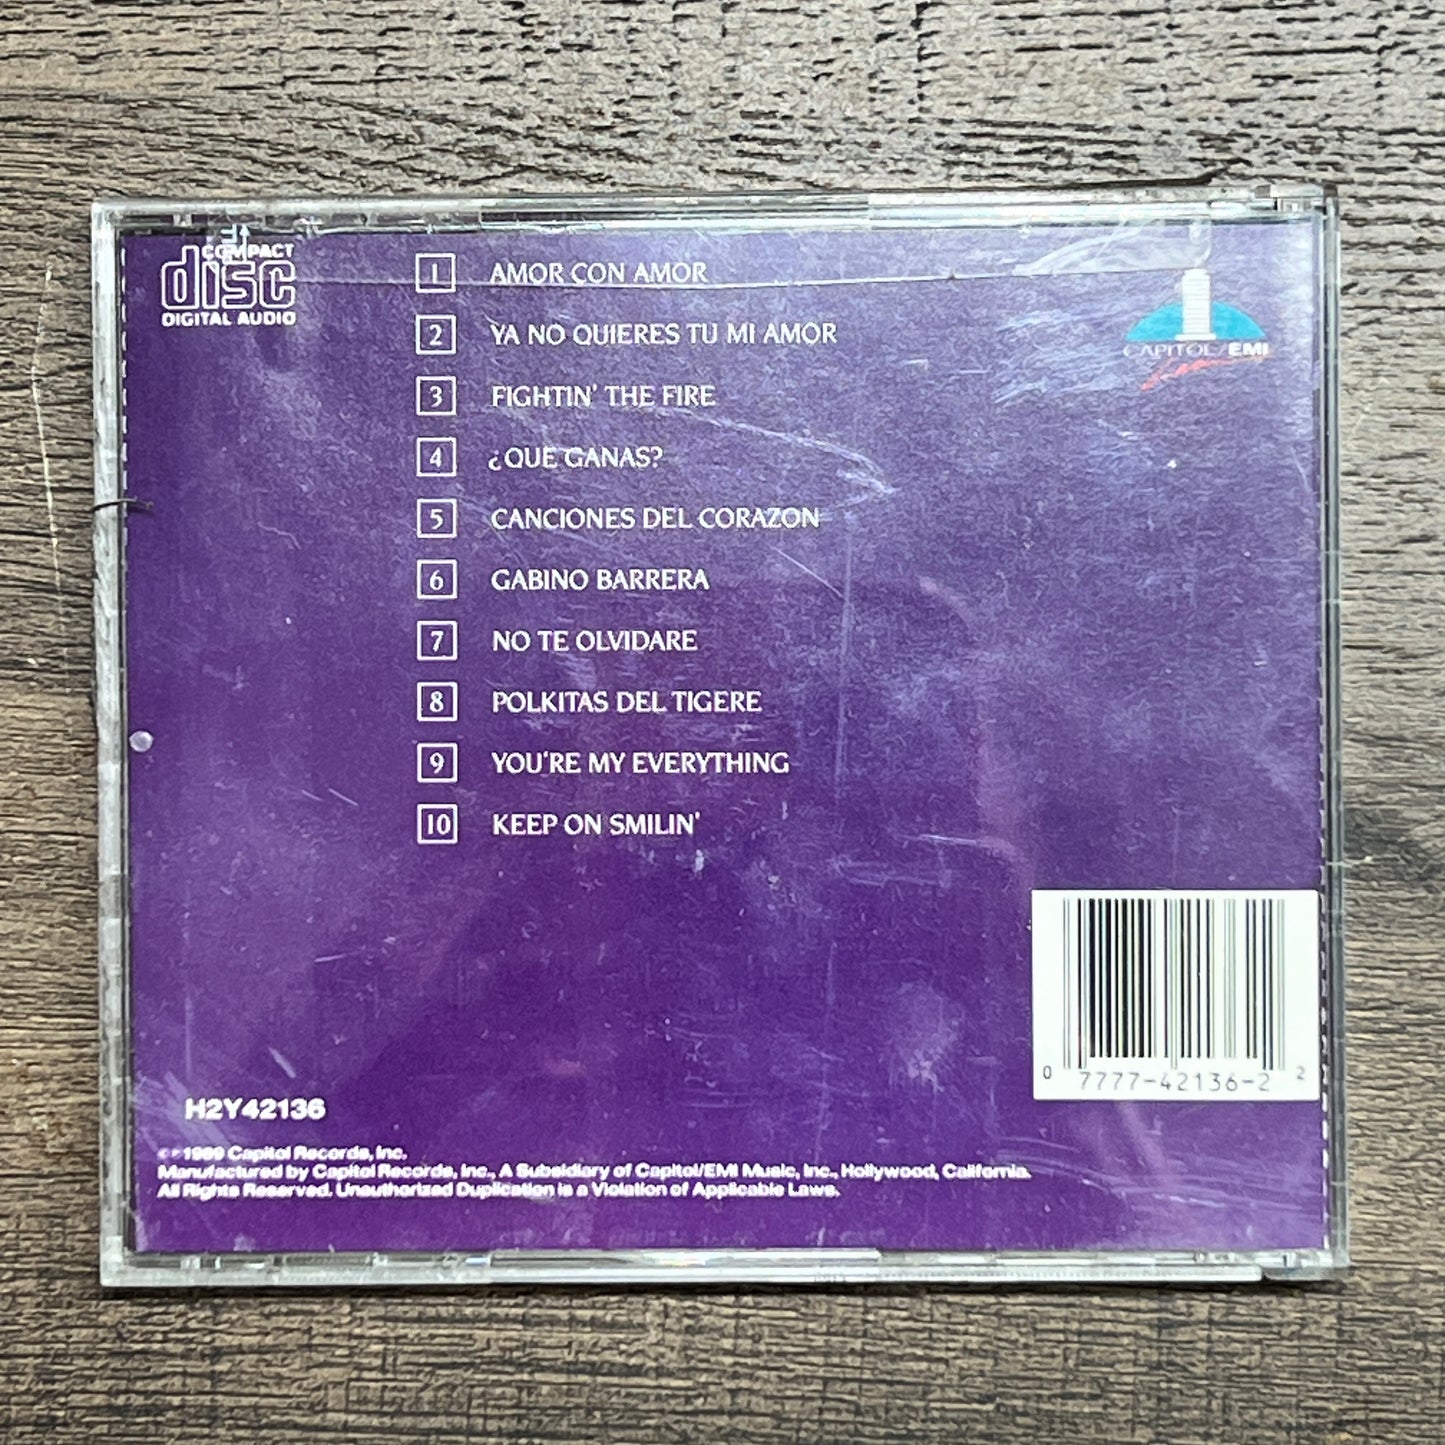 COMPACT
disc
DIGITAL AUDIO
1 AMOR CON AMOR
2 YA NO QUIERES TU MI AMOR
3 FIGHTIN' THE FIRE
4 ¿QUE GANAS?
5 CANCIONES DEL CORAZON
6 GABINO BARRERA
7 NO TE OLVIDARE
8 POLKITAS DEL TIGERE
9 YOU'RE MY EVERYTHING
10 KEEP ON SMILIN'
CAPITOL/EMI
Latin
0 7777-42136-2 2
H2Y42136
©℗1989 Capitol Records, Inc.
Manufactured by Capitol Records, Inc., A Subsidiary of Capitol/EMI Music, Inc., Hollywood, California.
All Rights Reserved. Unauthorized Duplication is a Violation of Applicable Laws.